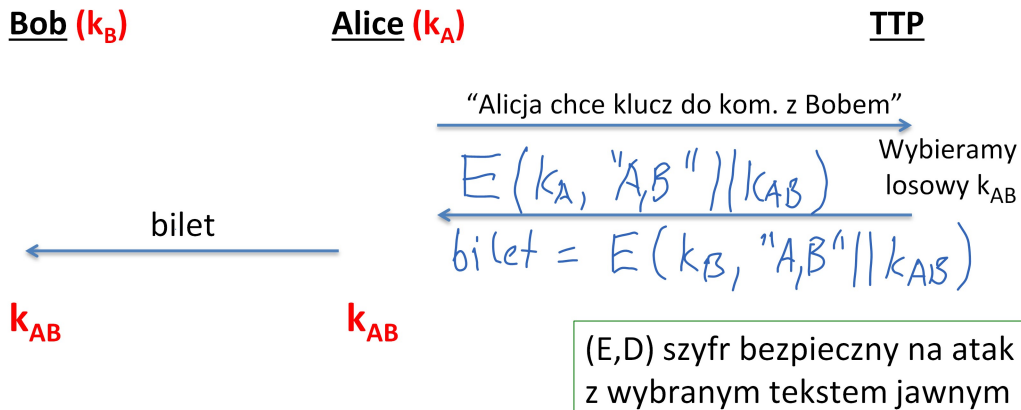 Bob (kB) Alice (kA) TTP
“Alicja chce klucz do kom. z Bobem”
E(kA, "A,B" || kAB)
Wybieramy
losowy kAB
bilet
bilet = E(kB, "A,B" || kAB)
kAB kAB
(E,D) szyfr bezpieczny na atak
z wybranym tekstem jawnym